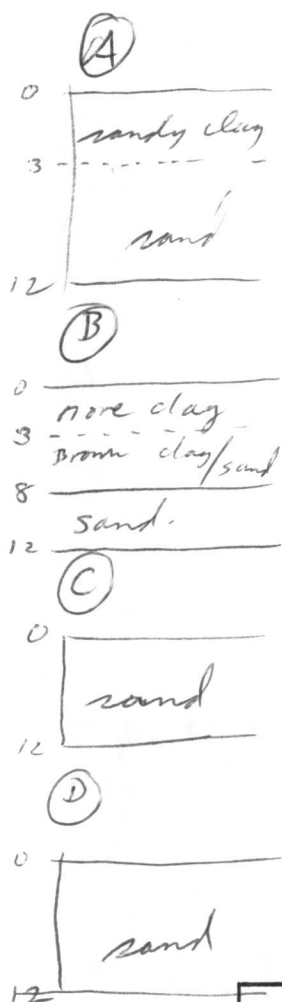 A
0
sandy clay
3
sand
12
B
0
more clay
3
Brown clay/sand
8
sand.
12
C
0
sand
12
D
0
sand
12